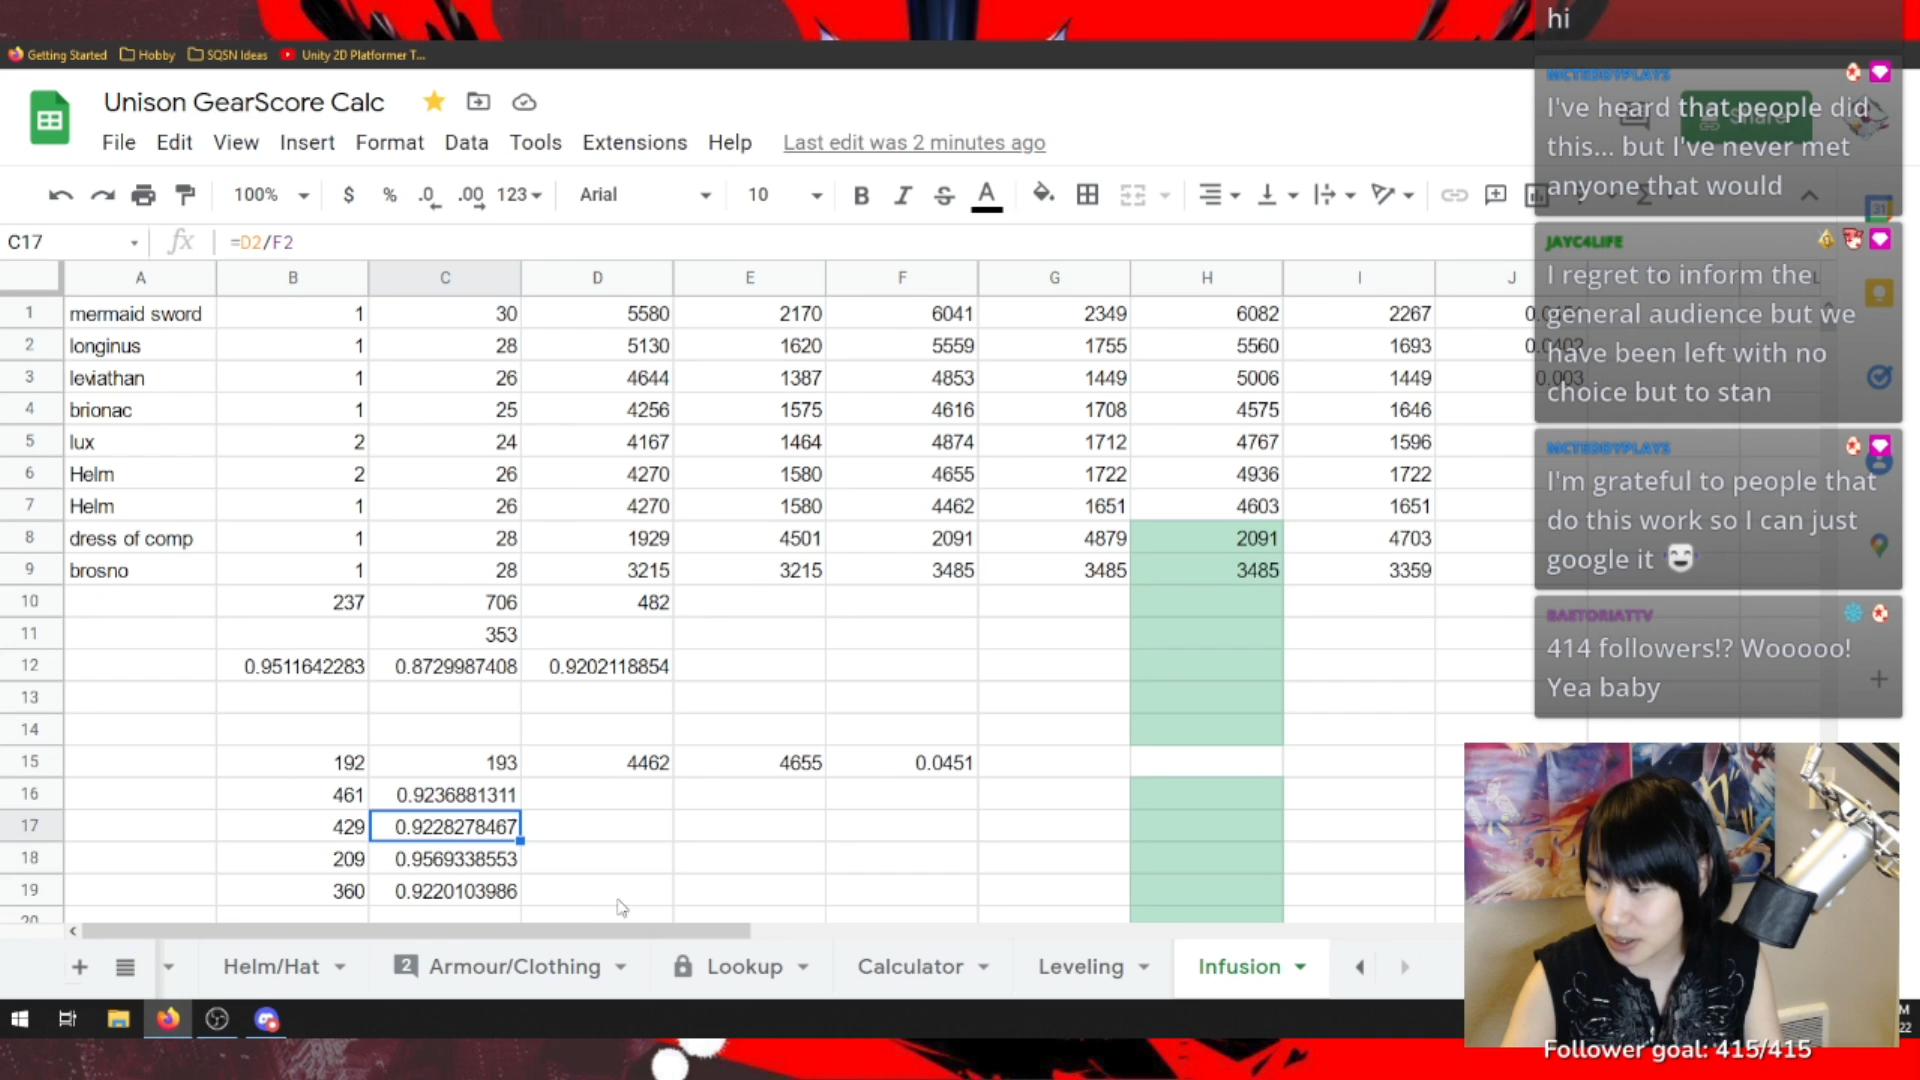 Getting Started Hobby SQSN Ideas Unity 2D Platformer T...
Unison GearScore Calc
File Edit View Insert Format Data Tools Extensions Help Last edit was 2 minutes ago
100% $ % .0 .00 123 Arial 10 B I S A
C17 fx =D2/F2
A B C D E F G H I J L
1 mermaid sword 1 30 5580 2170 6041 2349 6082 2267
2 longinus 1 28 5130 1620 5559 1755 5560 1693
3 leviathan 1 26 4644 1387 4853 1449 5006 1449 0.003
4 brionac 1 25 4256 1575 4616 1708 4575 1646
5 lux 2 24 4167 1464 4874 1712 4767 1596
6 Helm 2 26 4270 1580 4655 1722 4936 1722
7 Helm 1 26 4270 1580 4462 1651 4603 1651
8 dress of comp 1 28 1929 4501 2091 4879 2091 4703
9 brosno 1 28 3215 3215 3485 3485 3485 3359
10 237 706 482
11 353
12 0.9511642283 0.8729987408 0.9202118854
13
14
15 192 193 4462 4655 0.0451
16 461 0.9236881311
17 429 0.9228278467
18 209 0.9569338553
19 360 0.9220103986
20
Helm/Hat 2 Armour/Clothing Lookup Calculator Leveling Infusion
hi
MCTEDDYPLAYS
I've heard that people did
this... but I've never met
anyone that would
Share
31
JAYC4LIFE
I regret to inform the
general audience but we
have been left with no
choice but to stan
MCTEDDYPLAYS
I'm grateful to people that
do this work so I can just
google it
BAETORIATTV
414 followers!? Wooooo!
Yea baby
Follower goal: 415/415